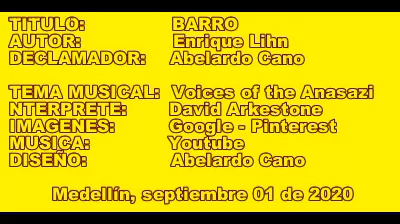 TITULO: BARRO
AUTOR: Enrique Lihn
DECLAMADOR: Abelardo Cano
TEMA MUSICAL: Voices of the Anasazi
NTERPRETE: David Arkestone
IMAGENES: Google - Pinterest
MUSICA: Youtube
DISEÑO: Abelardo Cano
Medellín, septiembre 01 de 2020